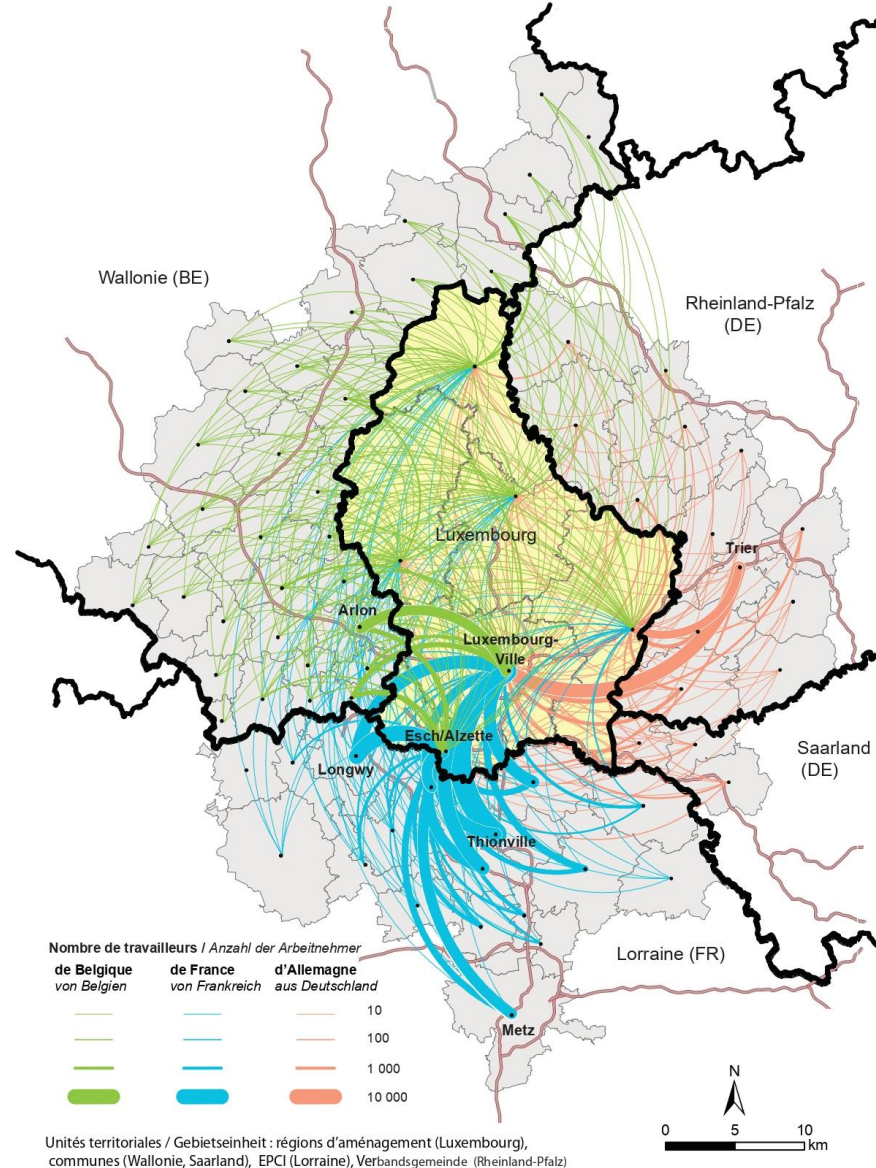 Wallonie (BE)
Rheinland-Pfalz
(DE)
Luxembourg
Trier
Arlon
Luxembourg-
Ville
Esch/Alzette
Longwy
Saarland
(DE)
Thionville
Lorraine (FR)
Metz
Nombre de travailleurs / Anzahl der Arbeitnehmer
de Belgique de France d'Allemagne
von Belgien von Frankreich aus Deutschland
10
100
1 000
10 000
N
0 5 10
km
Unités territoriales / Gebietseinheit : régions d'aménagement (Luxembourg),
communes (Wallonie, Saarland), EPCI (Lorraine), Verbandsgemeinde (Rheinland-Pfalz)